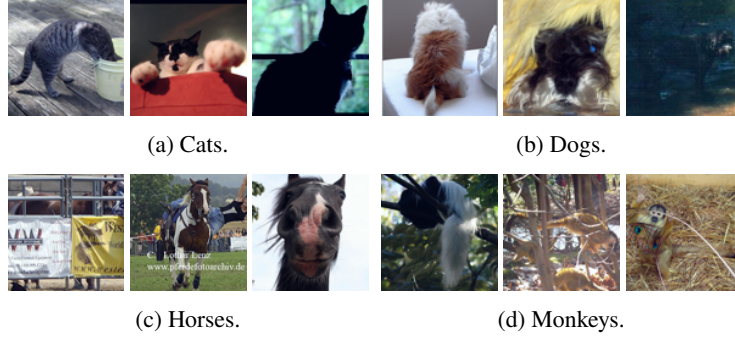 (a) Cats.
(b) Dogs.
C. Lothar Lenz
www.pferdefotoarchiv.de
(c) Horses.
(d) Monkeys.